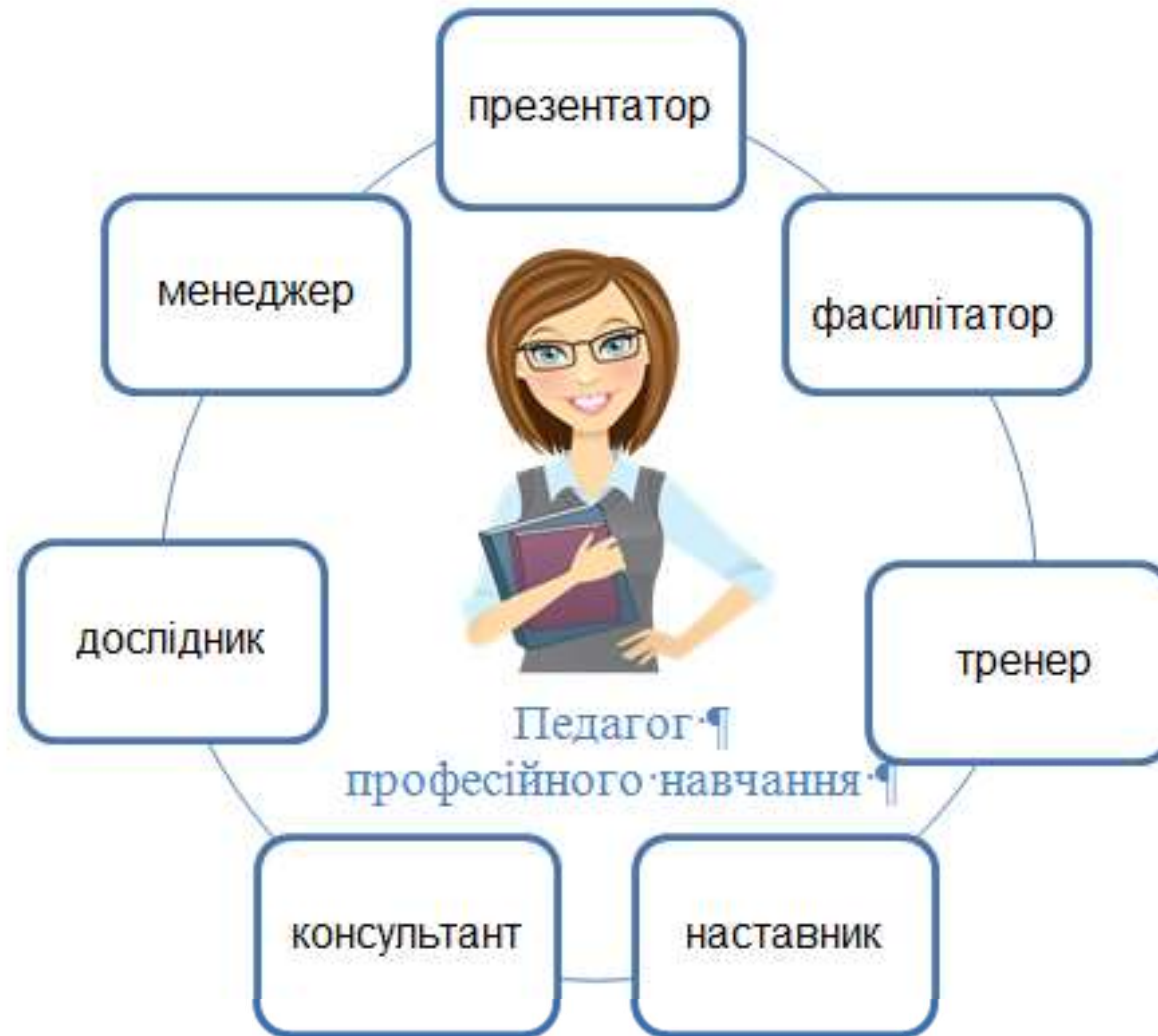 презентатор
фасилітатор
тренер
наставник
консультант
дослідник
менеджер
Педагог·¶
професійного·навчання·¶